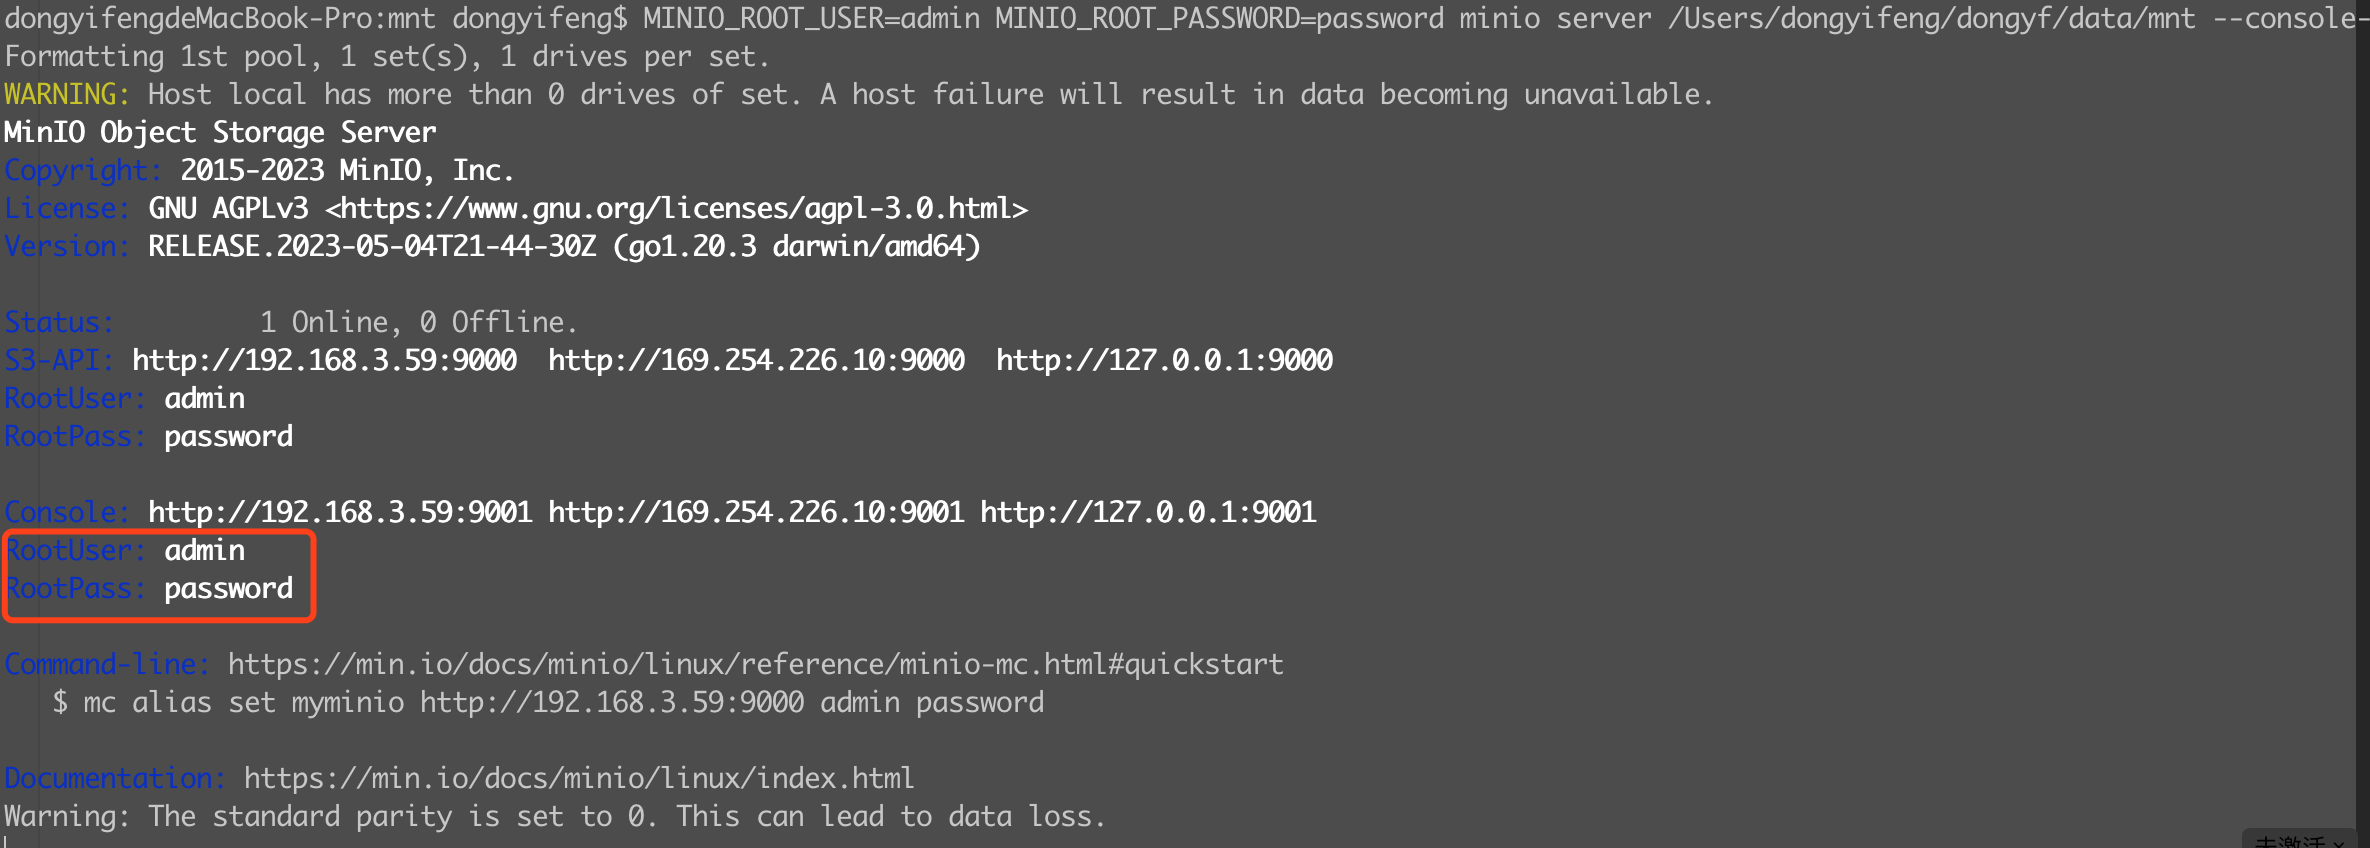 dongyifengdeMacBook-Pro:mnt dongyifeng$ MINIO_ROOT_USER=admin MINIO_ROOT_PASSWORD=password minio server /Users/dongyifeng/dongyf/data/mnt --console-
Formatting 1st pool, 1 set(s), 1 drives per set.
WARNING: Host local has more than 0 drives of set. A host failure will result in data becoming unavailable.
MinIO Object Storage Server
Copyright: 2015-2023 MinIO, Inc.
License: GNU AGPLv3 <https://www.gnu.org/licenses/agpl-3.0.html>
Version: RELEASE.2023-05-04T21-44-30Z (go1.20.3 darwin/amd64)
Status:         1 Online, 0 Offline.
S3-API: http://192.168.3.59:9000  http://169.254.226.10:9000  http://127.0.0.1:9000
RootUser: admin
RootPass: password
Console: http://192.168.3.59:9001 http://169.254.226.10:9001 http://127.0.0.1:9001
RootUser: admin
RootPass: password
Command-line: https://min.io/docs/minio/linux/reference/minio-mc.html#quickstart
   $ mc alias set myminio http://192.168.3.59:9000 admin password
Documentation: https://min.io/docs/minio/linux/index.html
Warning: The standard parity is set to 0. This can lead to data loss.